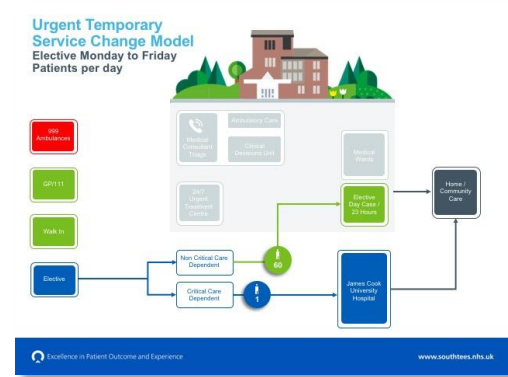 Urgent Temporary
Service Change Model
Elective Monday to Friday
Patients per day
999
Ambulances
GP/111
Walk In
Elective
Medical
Consultant
Triage
Ambulatory Care
Clinical
Decisions Unit
24/7
Urgent
Treatment
Centre
Medical
Wards
Elective
Day Case /
23 Hours
Home /
Community
Care
Non Critical Care
Dependent
60
Critical Care
Dependent
1
James Cook
University
Hospital
Excellence in Patient Outcome and Experience
www.southtees.nhs.uk